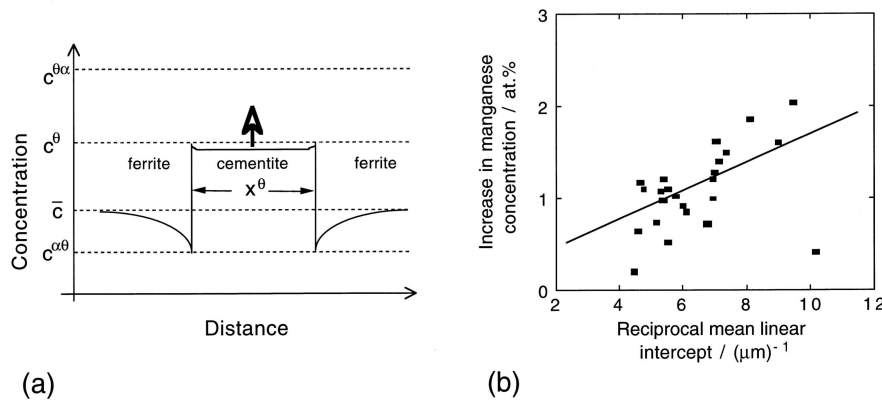 Concentration
c^θα
c^θ
c̄
c^αθ
ferrite
cementite
ferrite
x^θ
Distance
(a)
Increase in manganese
concentration / at.%
3
2
1
0
2
4
6
8
10
12
Reciprocal mean linear
intercept / (μm)^-1
(b)